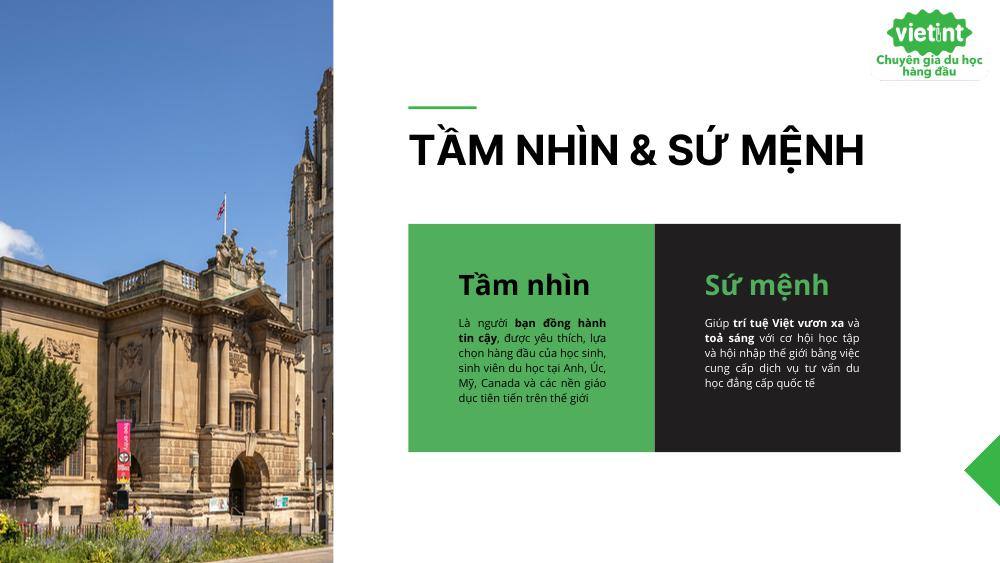 vietint
Chuyên gia du học
hàng đầu
TẦM NHÌN & SỨ MỆNH
Tầm nhìn
Là người bạn đồng hành
tin cậy, được yêu thích, lựa
chọn hàng đầu của học sinh,
sinh viên du học tại Anh, Úc,
Mỹ, Canada và các nền giáo
dục tiên tiến trên thế giới
Sứ mệnh
Giúp trí tuệ Việt vươn xa và
toả sáng với cơ hội học tập
và hội nhập thế giới bằng việc
cung cấp dịch vụ tư vấn du
học đẳng cấp quốc tế